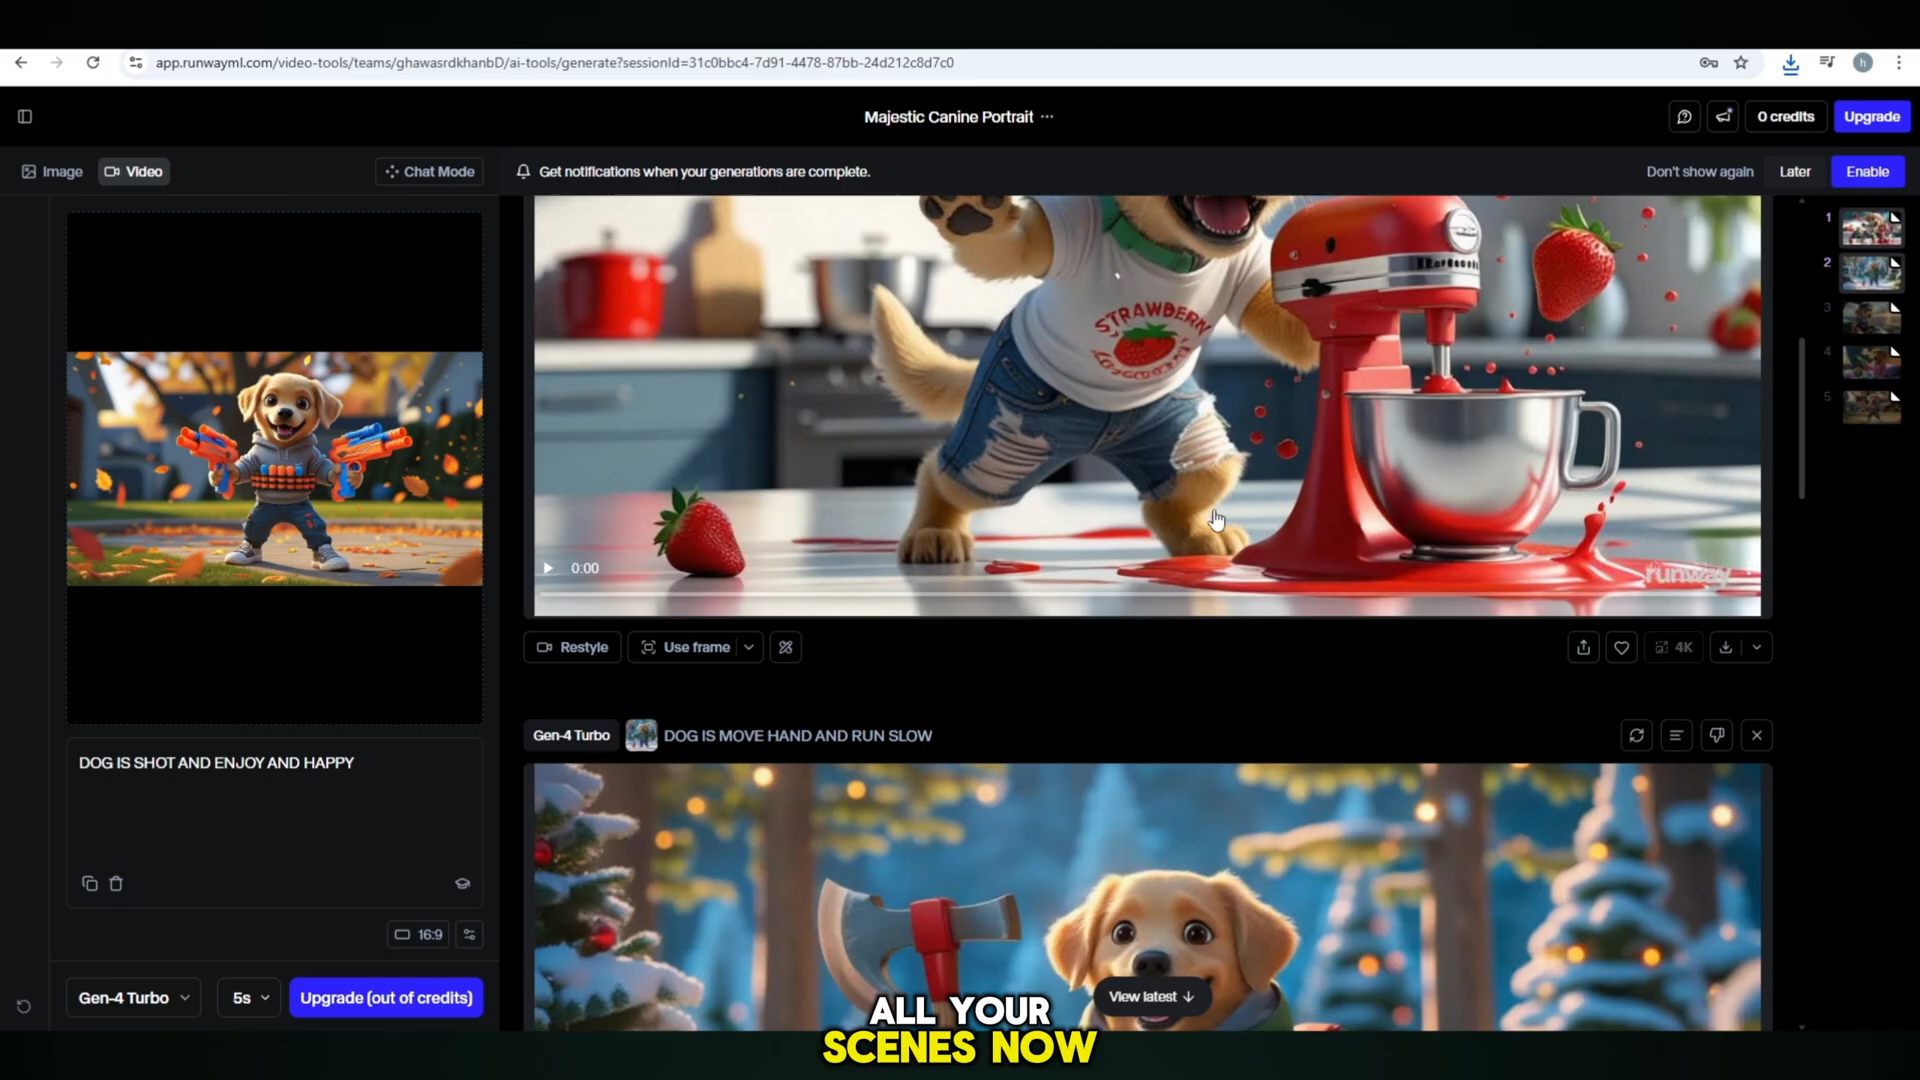 app.runwayml.com/video-tools/teams/ghawasrdkhanbD/ai-tools/generate?sessionId=31c0bbc4-7d91-4478-87bb-24d212c8d7c0
h
Majestic Canine Portrait ...
0 credits
Upgrade
Image
Video
Chat Mode
Get notifications when your generations are complete.
Don't show again
Later
Enable
1
2
3
4
5
STRAWBERN
0:00
runway
Restyle
Use frame
4K
Gen-4 Turbo
DOG IS MOVE HAND AND RUN SLOW
DOG IS SHOT AND ENJOY AND HAPPY
16:9
Gen-4 Turbo
5s
Upgrade (out of credits)
View latest ↓
ALL YOUR
SCENES NOW